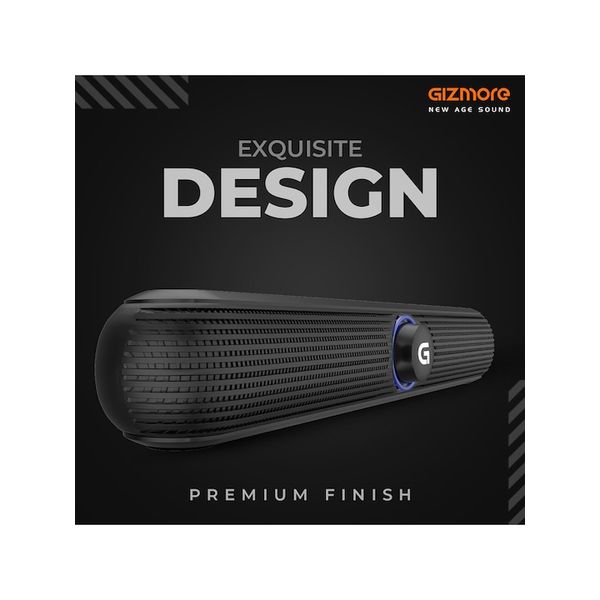 GIZMORE
NEW AGE SOUND
EXQUISITE
DESIGN
G
PREMIUM FINISH